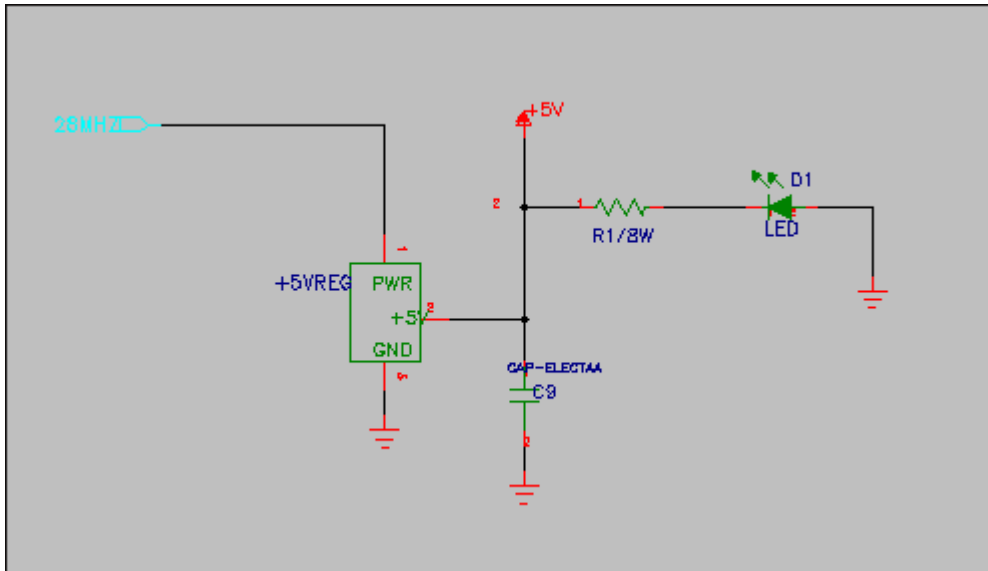 28MHZ
+5V
D1
2
1
R1/8W
LED
1
+5VREG
PWR
+5V
GND
CAP-ELECTAA
C9
2